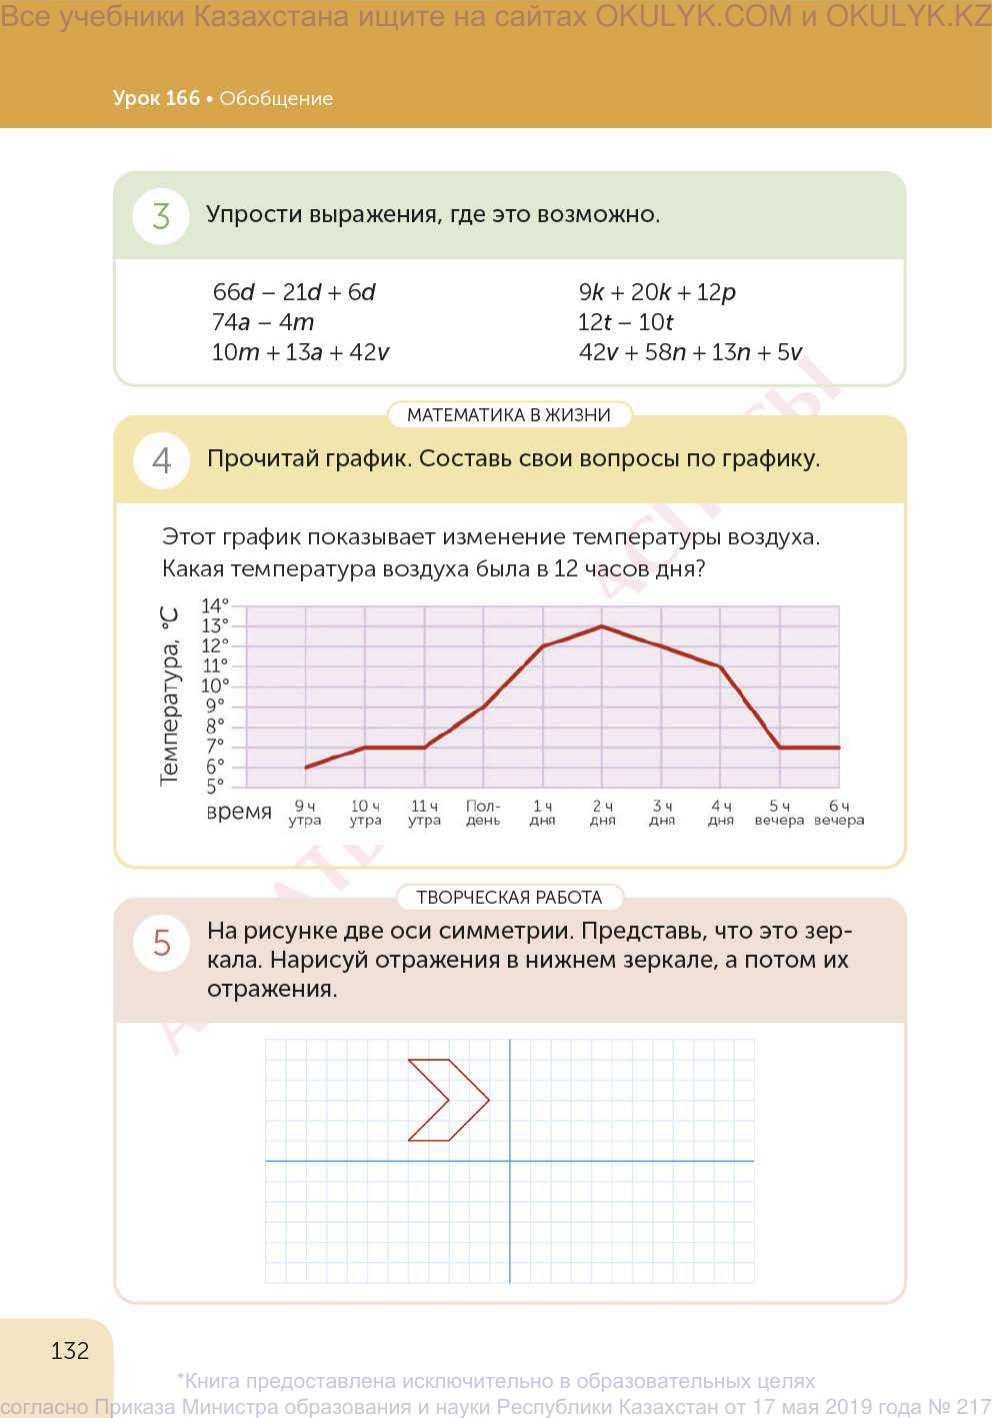 Все учебники Казахстана ищите на сайтах OKULYK.COM и OKULYK.KZ
Урок 166 • Обобщение
3 Упрости выражения, где это возможно.
66d – 21d + 6d
74a – 4m
10m + 13a + 42v
9k + 20k + 12p
12t – 10t
42v + 58n + 13n + 5v
МАТЕМАТИКА В ЖИЗНИ
4 Прочитай график. Составь свои вопросы по графику.
Этот график показывает изменение температуры воздуха.
Какая температура воздуха была в 12 часов дня?
Температура, °C
14°
13°
12°
11°
10°
9°
8°
7°
6°
5°
время
9 ч утра
10 ч утра
11 ч утра
Пол-
день
1 ч дня
2 ч дня
3 ч дня
4 ч дня
5 ч вечера
6 ч вечера
ТВОРЧЕСКАЯ РАБОТА
5 На рисунке две оси симметрии. Представь, что это зер-
кала. Нарисуй отражения в нижнем зеркале, а потом их
отражения.
132
*Книга предоставлена исключительно в образовательных целях
согласно Приказа Министра образования и науки Республики Казахстан от 17 мая 2019 года № 217